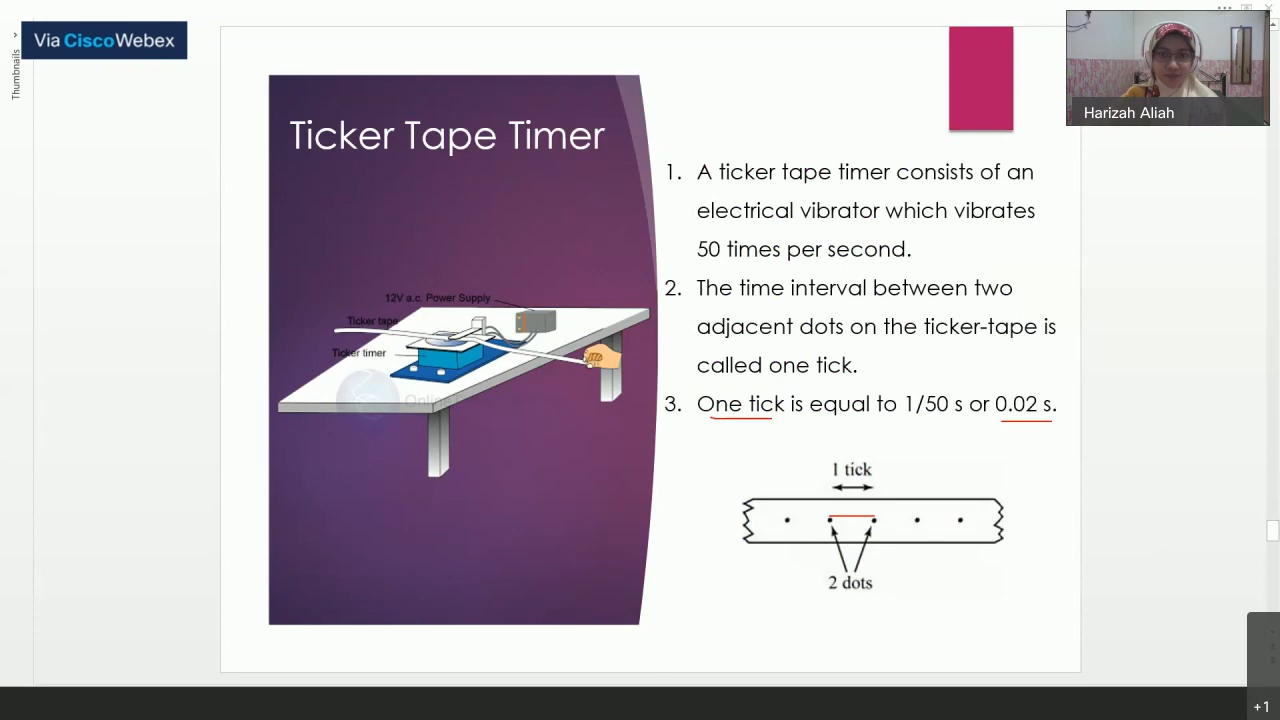 Thumbnails
Via Cisco Webex
Harizah Aliah
Ticker Tape Timer
1. A ticker tape timer consists of an
electrical vibrator which vibrates
50 times per second.
2. The time interval between two
adjacent dots on the ticker-tape is
called one tick.
3. One tick is equal to 1/50 s or 0.02 s.
12V a.c. Power Supply
Ticker tape
Ticker timer
1 tick
2 dots
+1